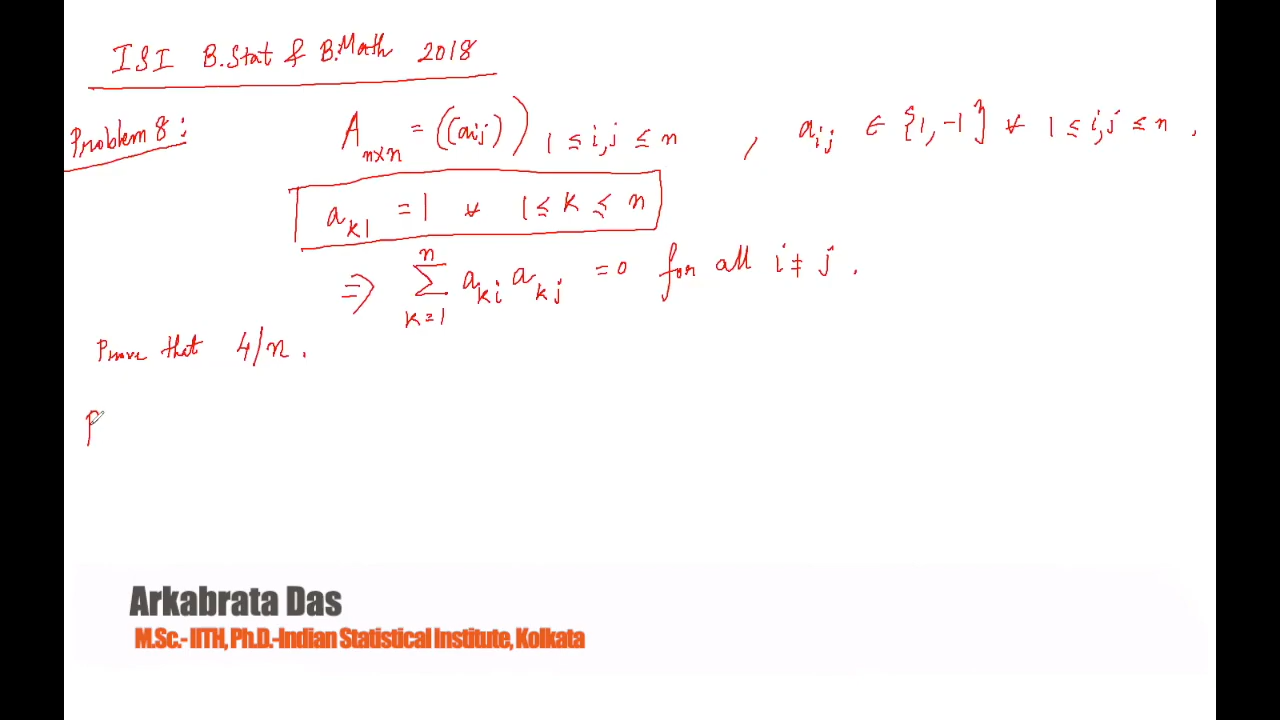 ISI B.Stat & B.Math 2018
Problem 8: A_{n×n} = ((a_{ij}))_{1 ≤ i,j ≤ n} , a_{ij} ∈ {1, -1} ∀ 1 ≤ i,j ≤ n .
a_{k1} = 1 ∀ 1 ≤ k ≤ n
⇒ ∑_{k=1}^{n} a_{ki} a_{kj} = 0 for all i ≠ j .
Prove that 4/n .
P
Arkabrata Das
M.Sc.- IITH, Ph.D.-Indian Statistical Institute, Kolkata